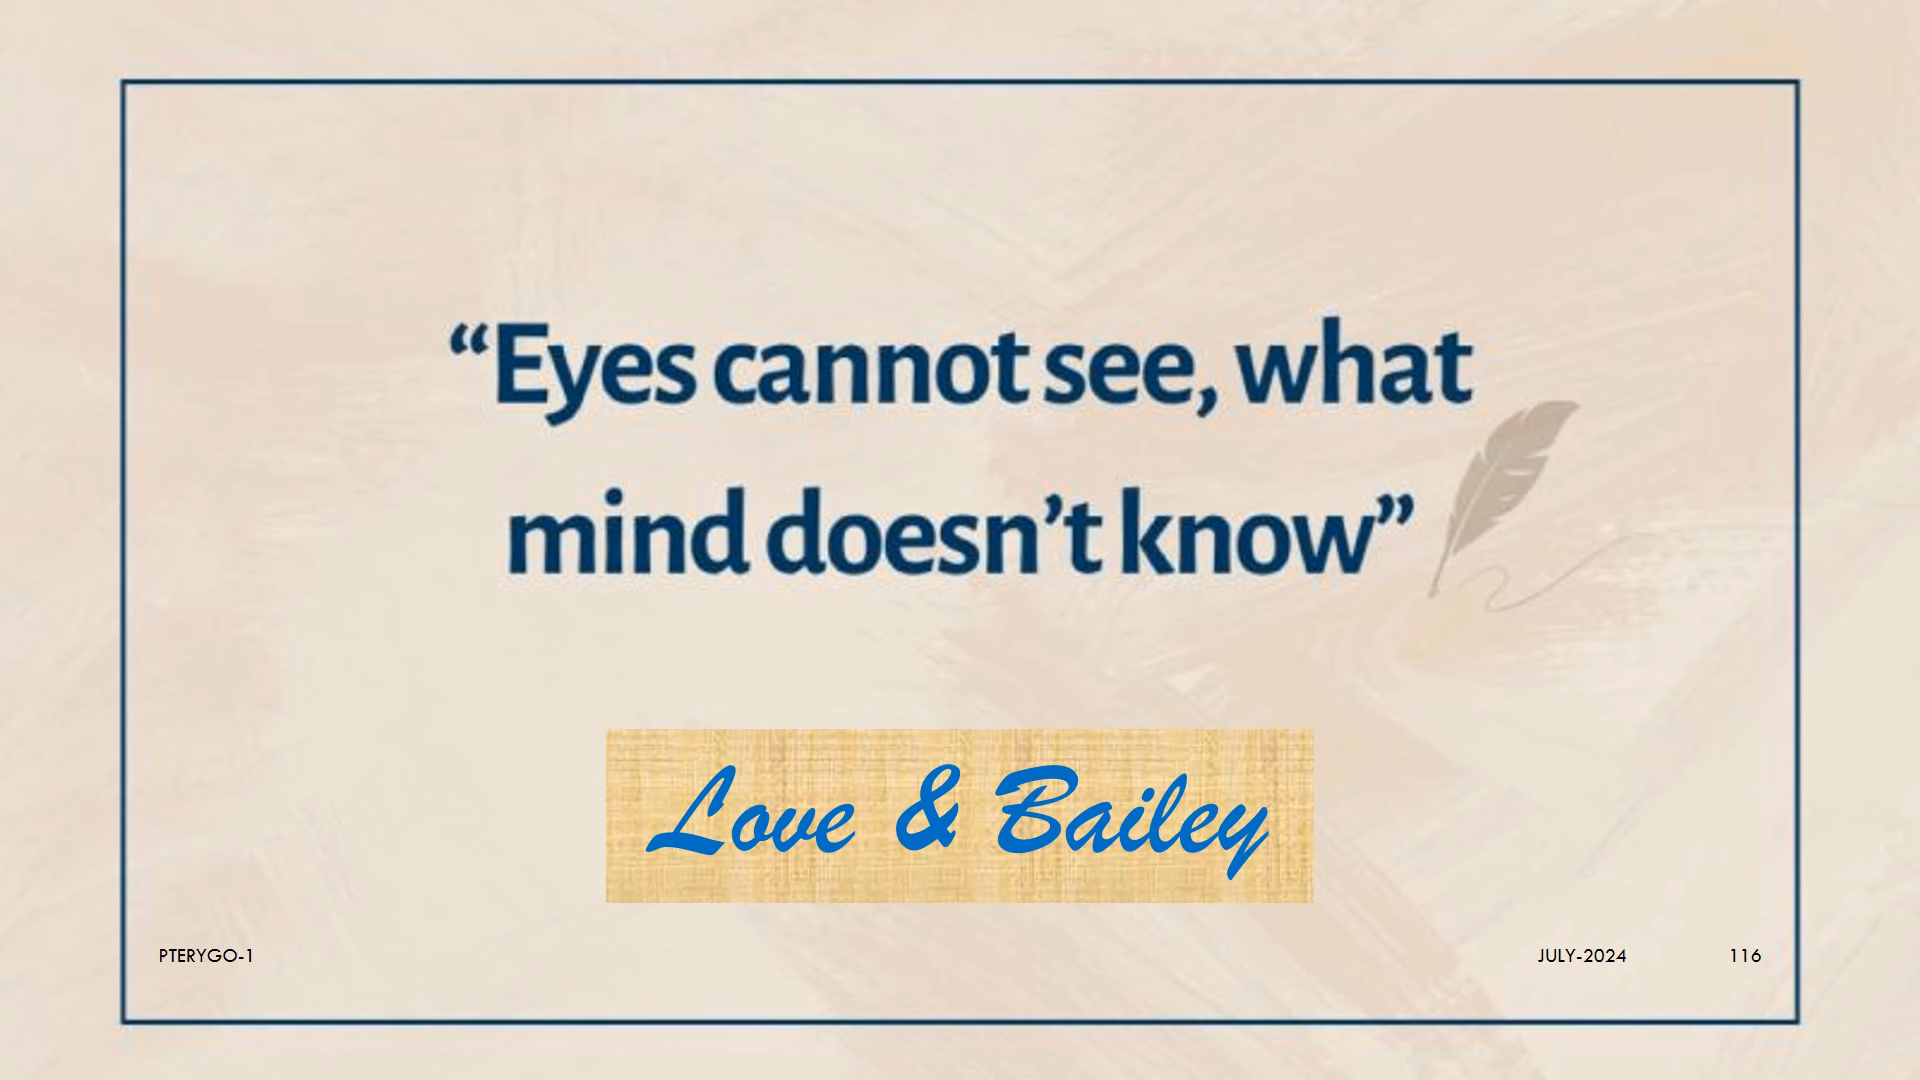 “Eyes cannot see, what
mind doesn’t know”
Love & Bailey
PTERYGO-1 JULY-2024 116